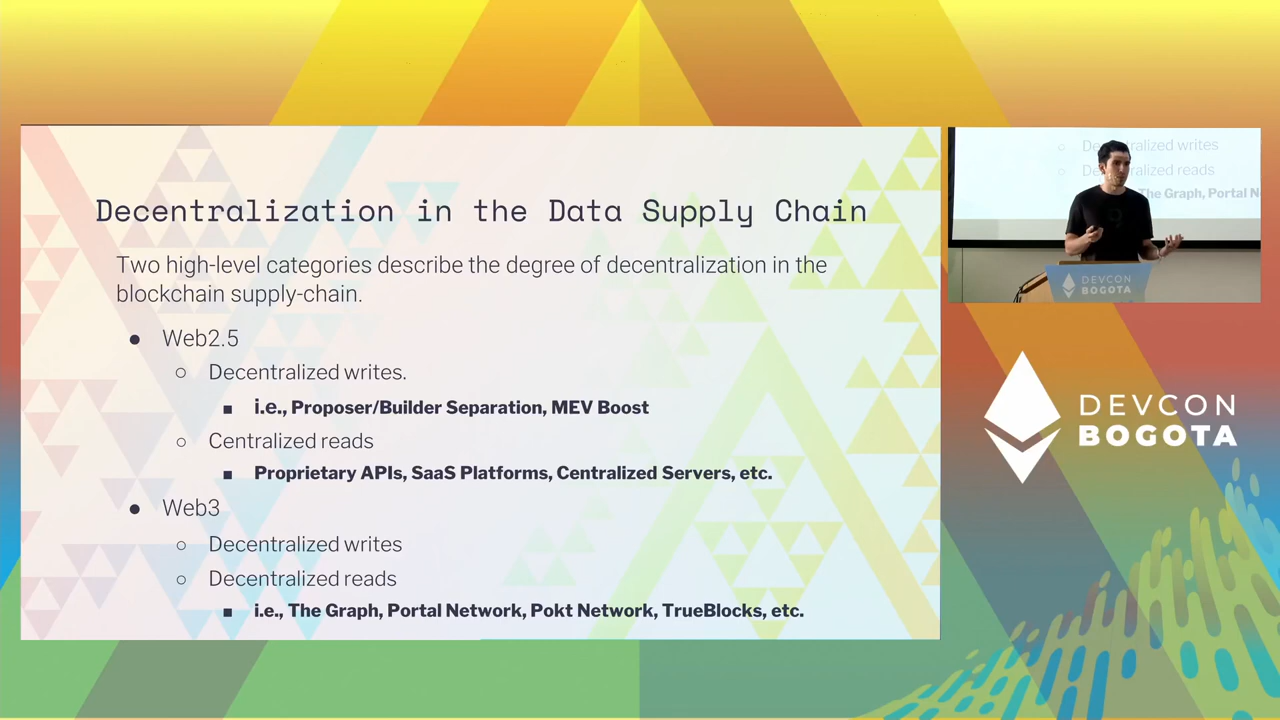 Decentralization in the Data Supply Chain
Two high-level categories describe the degree of decentralization in the
blockchain supply-chain.
● Web2.5
○ Decentralized writes.
■ i.e., Proposer/Builder Separation, MEV Boost
○ Centralized reads
■ Proprietary APIs, SaaS Platforms, Centralized Servers, etc.
● Web3
○ Decentralized writes
○ Decentralized reads
■ i.e., The Graph, Portal Network, Pokt Network, TrueBlocks, etc.
○ De tralized writes
○ De reads
The Graph, Portal N
DEVCON
BOGOTA
DEVCON
BOGOTA